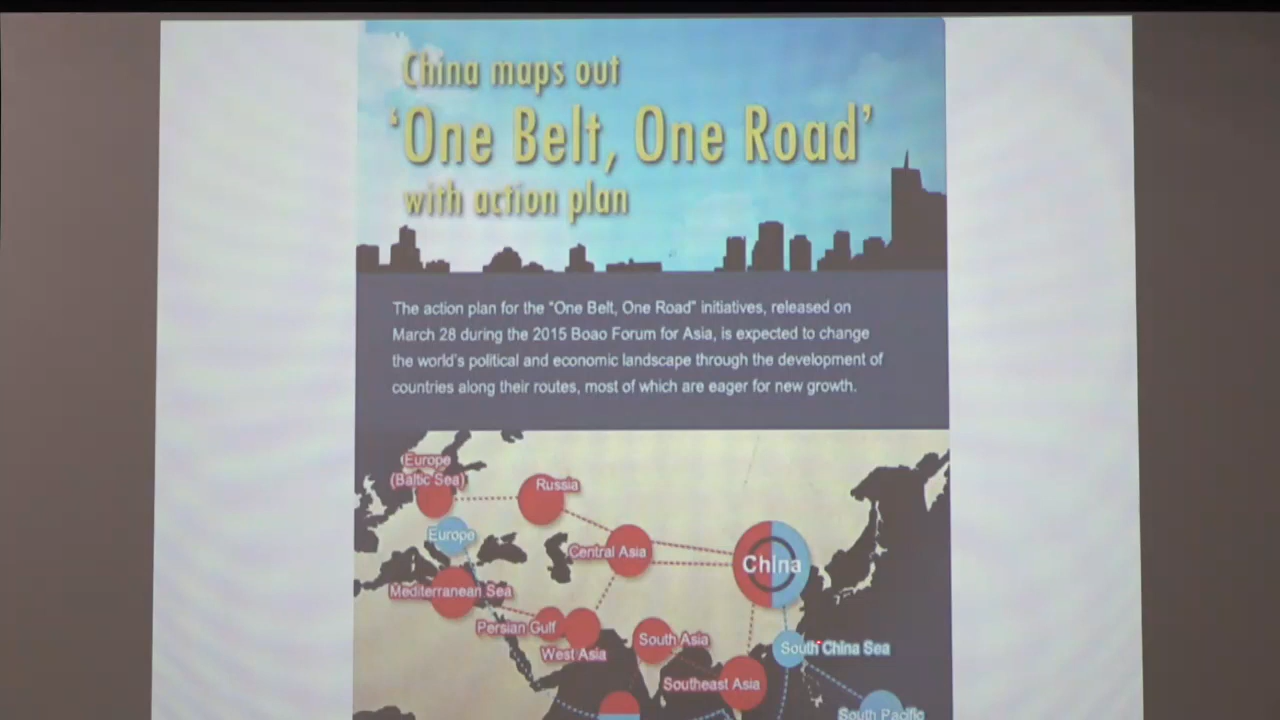 China maps out
‘One Belt, One Road’
with action plan
The action plan for the “One Belt, One Road” initiatives, released on
March 28 during the 2015 Boao Forum for Asia, is expected to change
the world's political and economic landscape through the development of
countries along their routes, most of which are eager for new growth.
Europe
(Baltic Sea)
Russia
Europe
Central Asia
China
Mediterranean Sea
Persian Gulf
West Asia
South Asia
South China Sea
Southeast Asia
South Pacific